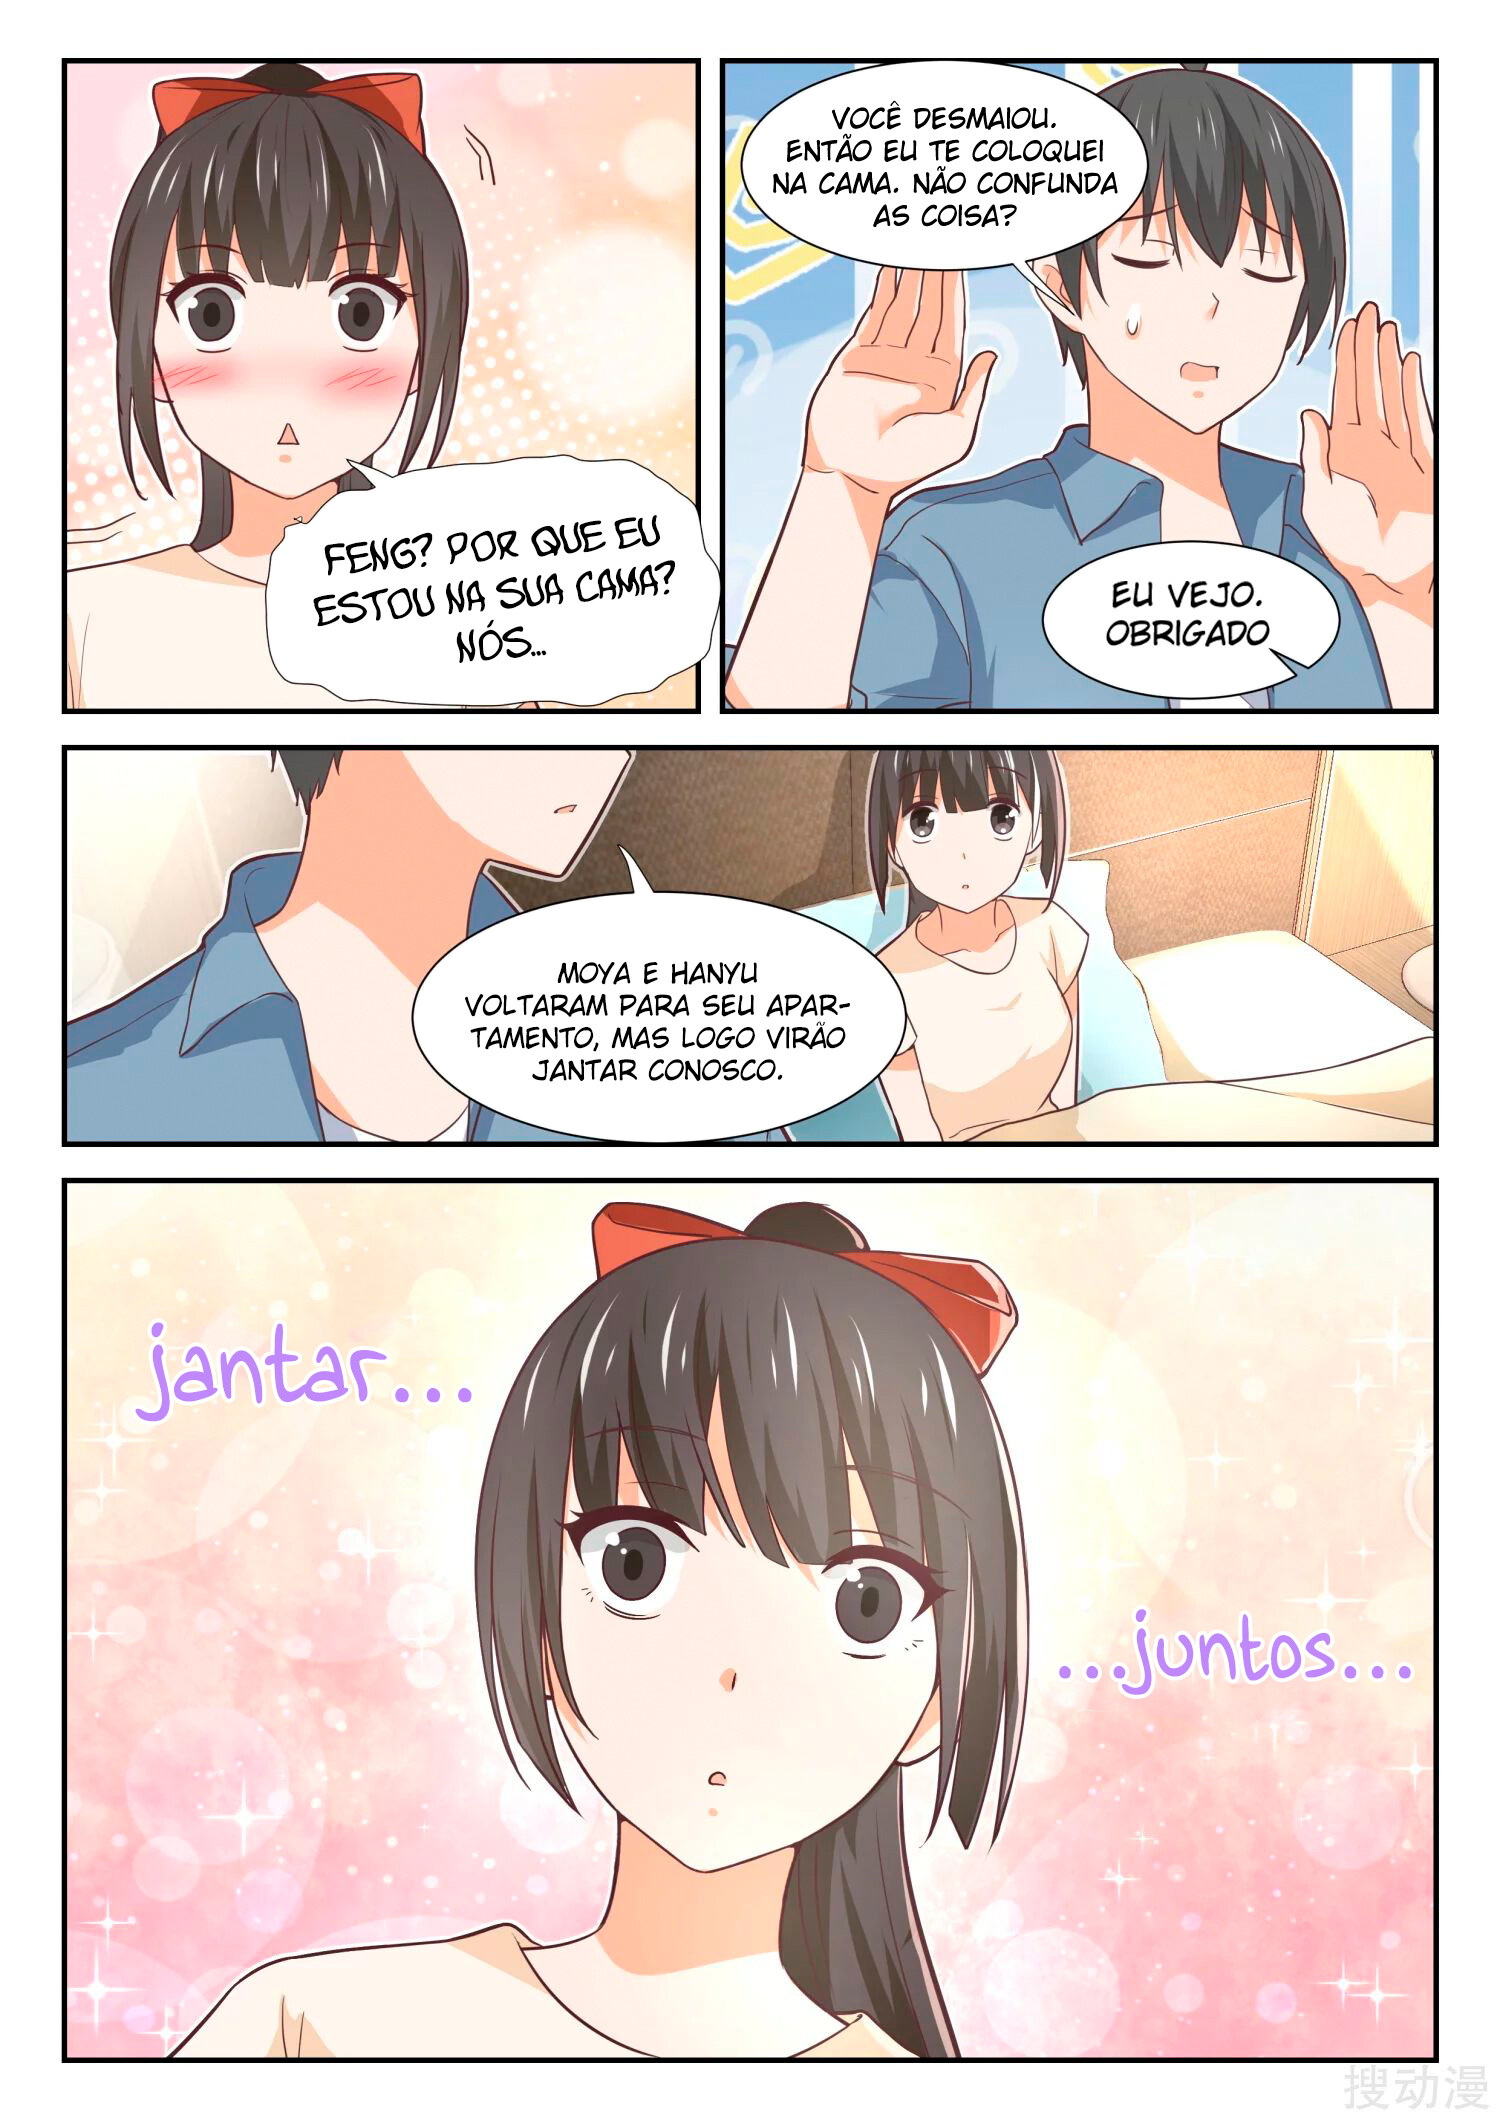 FENG? POR QUE EU
ESTOU NA SUA CAMA?
NÓS...
VOCÊ DESMAIOU.
ENTÃO EU TE COLOQUEI
NA CAMA. NÃO CONFUNDA
AS COISA?
EU VEJO.
OBRIGADO
MOYA E HANYU
VOLTARAM PARA SEU APAR-
TAMENTO, MAS LOGO VIRÃO
JANTAR CONOSCO.
jantar...
...juntos...
搜动漫